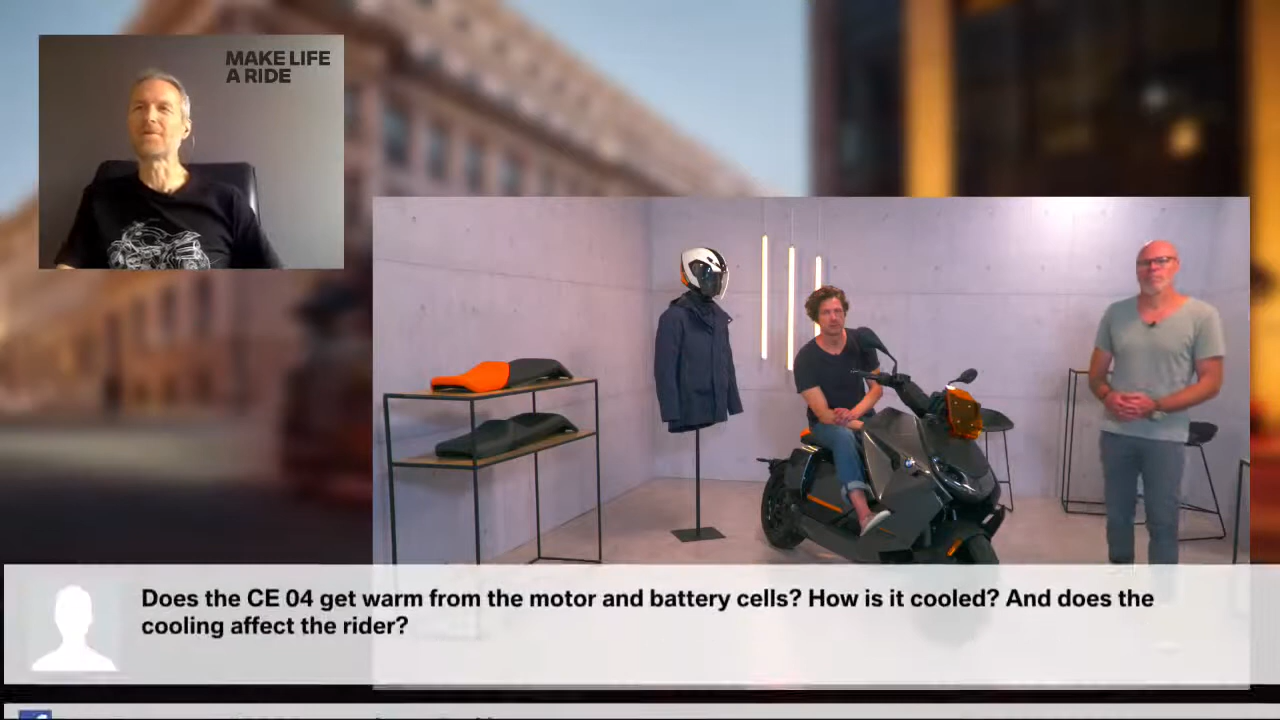 MAKE LIFE
A RIDE
Does the CE 04 get warm from the motor and battery cells? How is it cooled? And does the
cooling affect the rider?